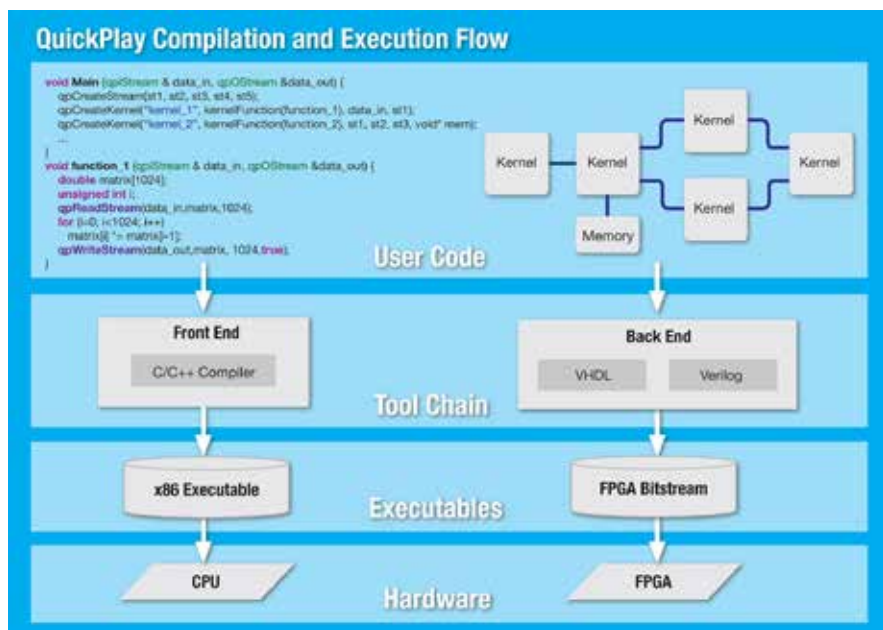 QuickPlay Compilation and Execution Flow
void Main (qpIStream & data_in, qpOStream &data_out) {
qpCreateStream(st1, st2, st3, st4, st5);
qpCreateKernel("kernel_1", kernelFunction(function_1), data_in, st1);
qpCreateKernel("kernel_2", kernelFunction(function_2), st1, st2, st3, void* mem);
...
}
void function_1 (qpIStream & data_in, qpOStream &data_out) {
double matrix[1024];
unsigned int i;
qpReadStream(data_in,matrix,1024);
for (i=0; i<1024; i++)
matrix[i] *= matrix[i]+1;
qpWriteStream(data_out,matrix, 1024,true);
}
Kernel
Kernel
Kernel
Kernel
Kernel
Memory
User Code
Front End
C/C++ Compiler
Back End
VHDL
Verilog
Tool Chain
x86 Executable
FPGA Bitstream
Executables
CPU
FPGA
Hardware